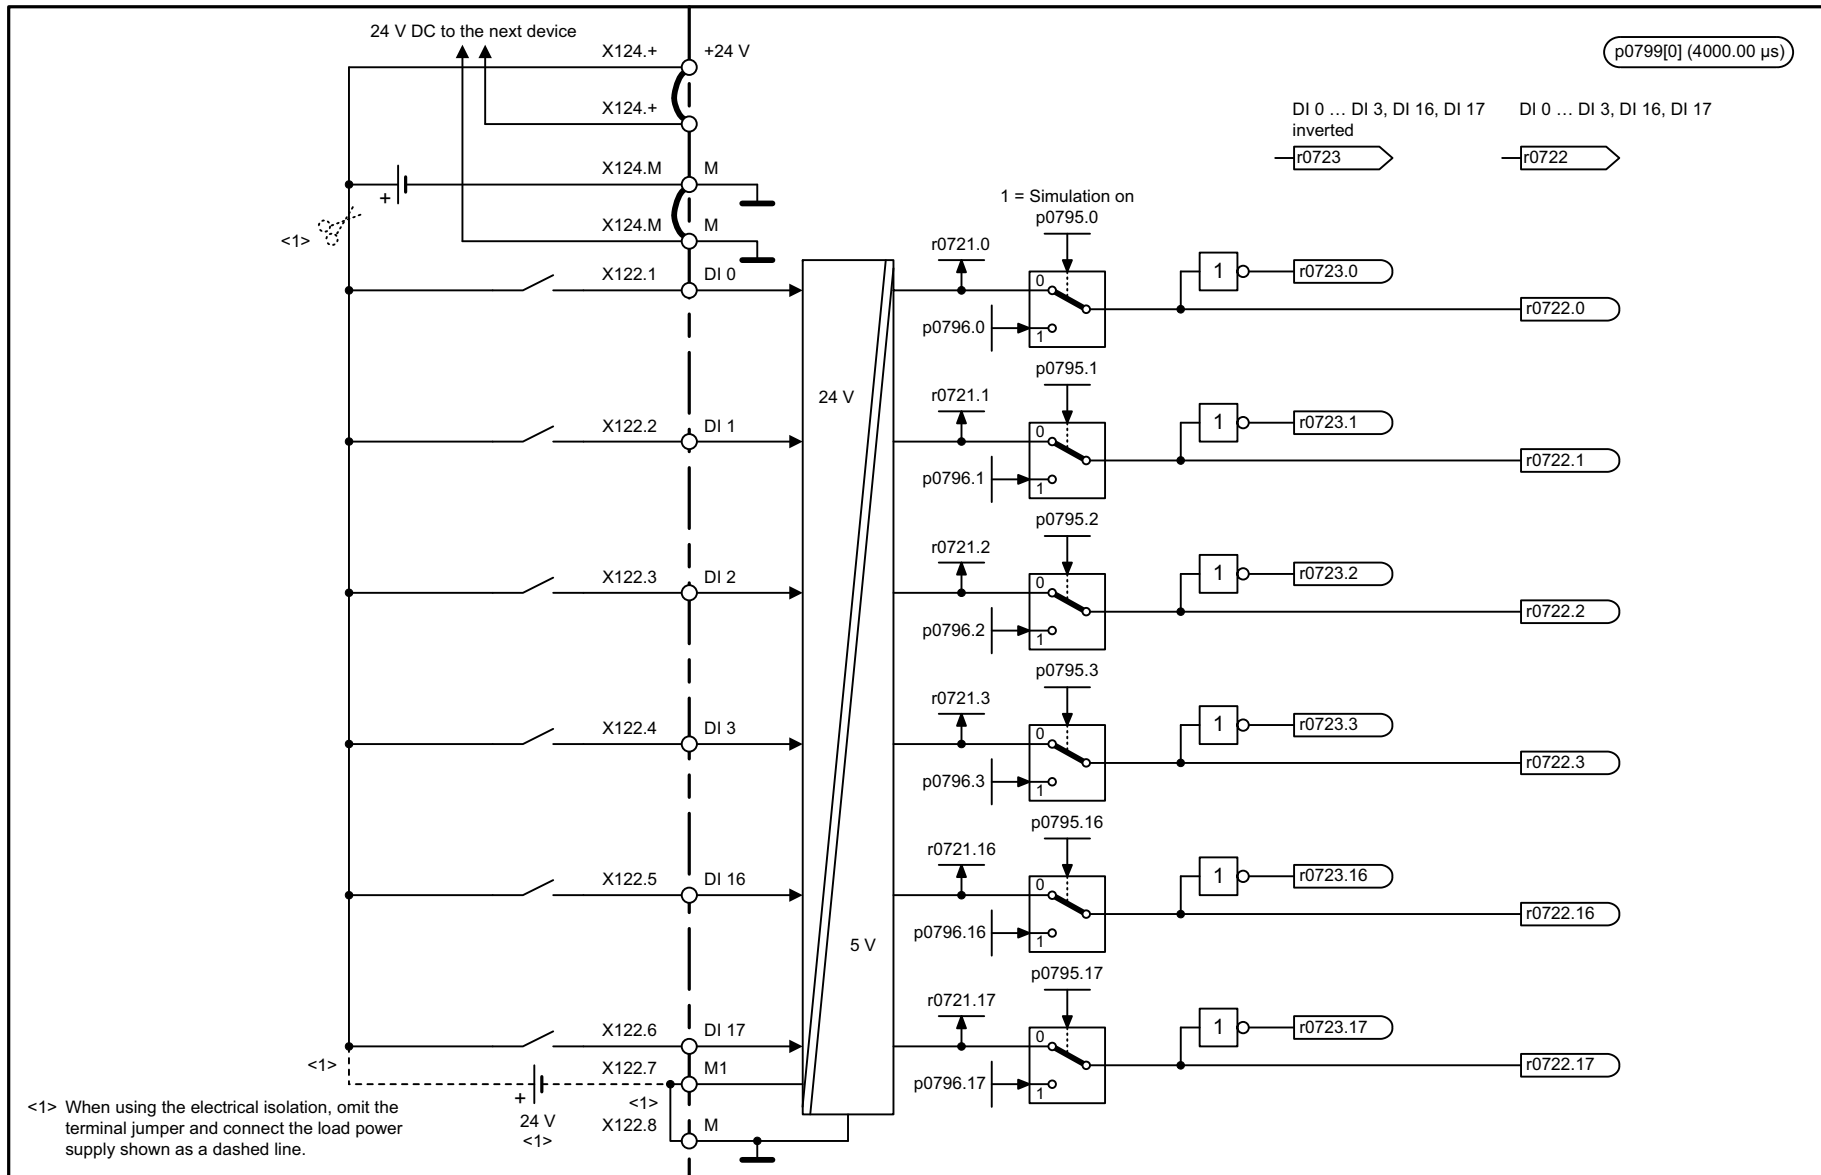 24 V DC to the next device
X124.+
+24 V
p0799[0] (4000.00 µs)
X124.+
DI 0 … DI 3, DI 16, DI 17
inverted
DI 0 … DI 3, DI 16, DI 17
r0723
r0722
X124.M
M
+
1 = Simulation on
p0795.0
<1>
X124.M
M
r0721.0
X122.1
DI 0
0
1
r0723.0
r0722.0
p0796.0
1
p0795.1
24 V
r0721.1
X122.2
DI 1
0
1
r0723.1
r0722.1
p0796.1
1
p0795.2
r0721.2
X122.3
DI 2
0
1
r0723.2
r0722.2
p0796.2
1
p0795.3
r0721.3
X122.4
DI 3
0
1
r0723.3
r0722.3
p0796.3
1
p0795.16
r0721.16
X122.5
DI 16
0
1
r0723.16
r0722.16
p0796.16
1
5 V
p0795.17
r0721.17
X122.6
DI 17
0
1
r0723.17
r0722.17
<1>
X122.7
M1
p0796.17
1
+
24 V
<1>
<1>
X122.8
M
<1> When using the electrical isolation, omit the
terminal jumper and connect the load power
supply shown as a dashed line.